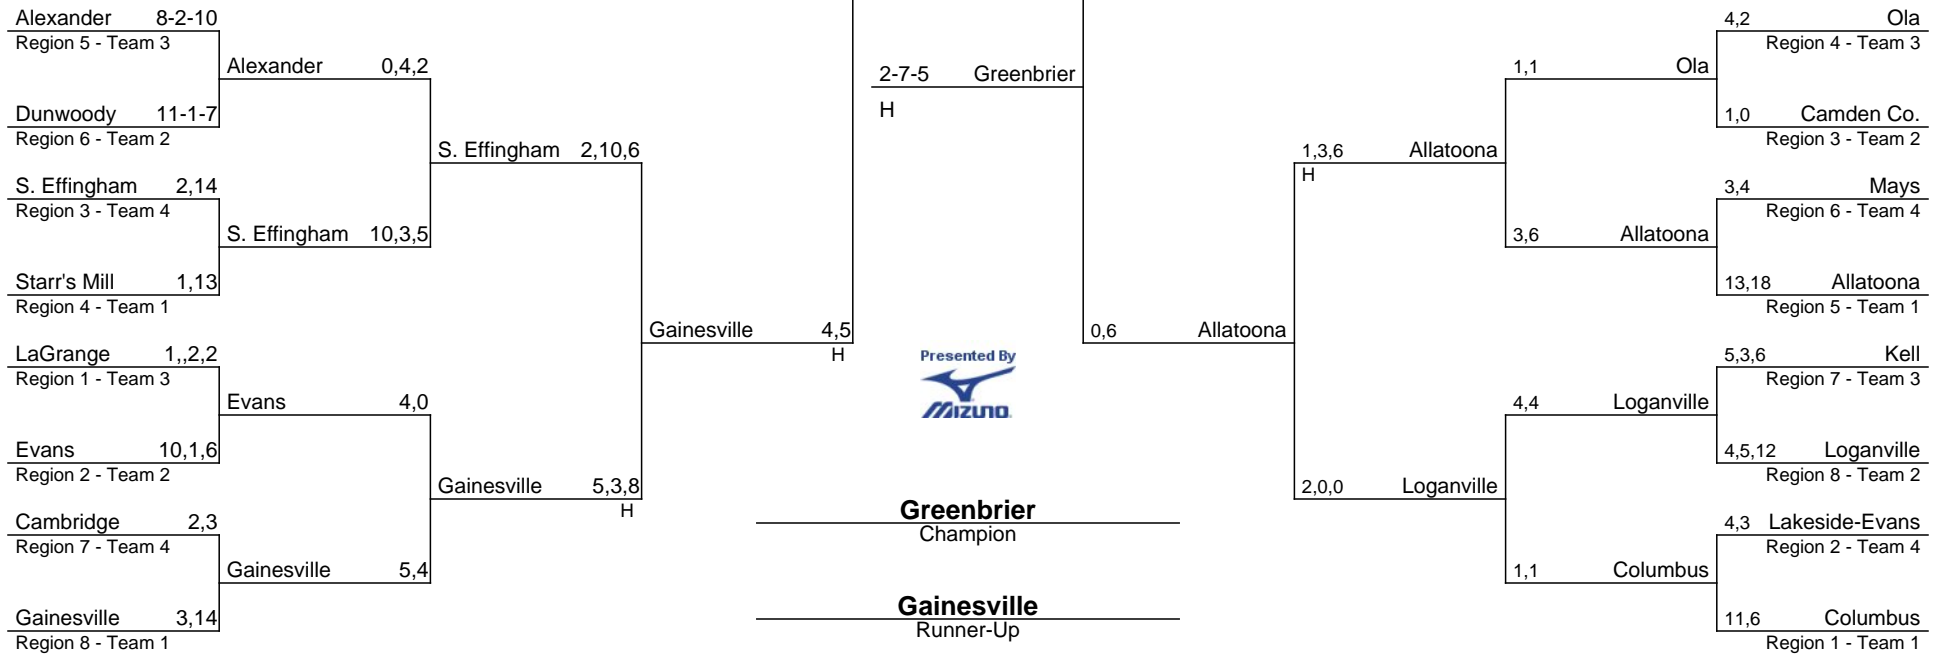 Alexander 8-2-10
Region 5 - Team 3
Alexander 0,4,2
Dunwoody 11-1-7
Region 6 - Team 2
S. Effingham 2,10,6
S. Effingham 2,14
Region 3 - Team 4
S. Effingham 10,3,5
Starr's Mill 1,13
Region 4 - Team 1
Gainesville 4,5
H
LaGrange 1,,2,2
Region 1 - Team 3
Evans 4,0
Evans 10,1,6
Region 2 - Team 2
Gainesville 5,3,8
H
Cambridge 2,3
Region 7 - Team 4
Gainesville 5,4
Gainesville 3,14
Region 8 - Team 1
2-7-5 Greenbrier
H
Presented By
MIZUNO
Greenbrier
Champion
Gainesville
Runner-Up
4,2 Ola
Region 4 - Team 3
1,1 Ola
1,0 Camden Co.
Region 3 - Team 2
1,3,6 Allatoona
H
3,4 Mays
Region 6 - Team 4
3,6 Allatoona
13,18 Allatoona
Region 5 - Team 1
0,6 Allatoona
5,3,6 Kell
Region 7 - Team 3
4,4 Loganville
4,5,12 Loganville
Region 8 - Team 2
2,0,0 Loganville
4,3 Lakeside-Evans
Region 2 - Team 4
1,1 Columbus
11,6 Columbus
Region 1 - Team 1